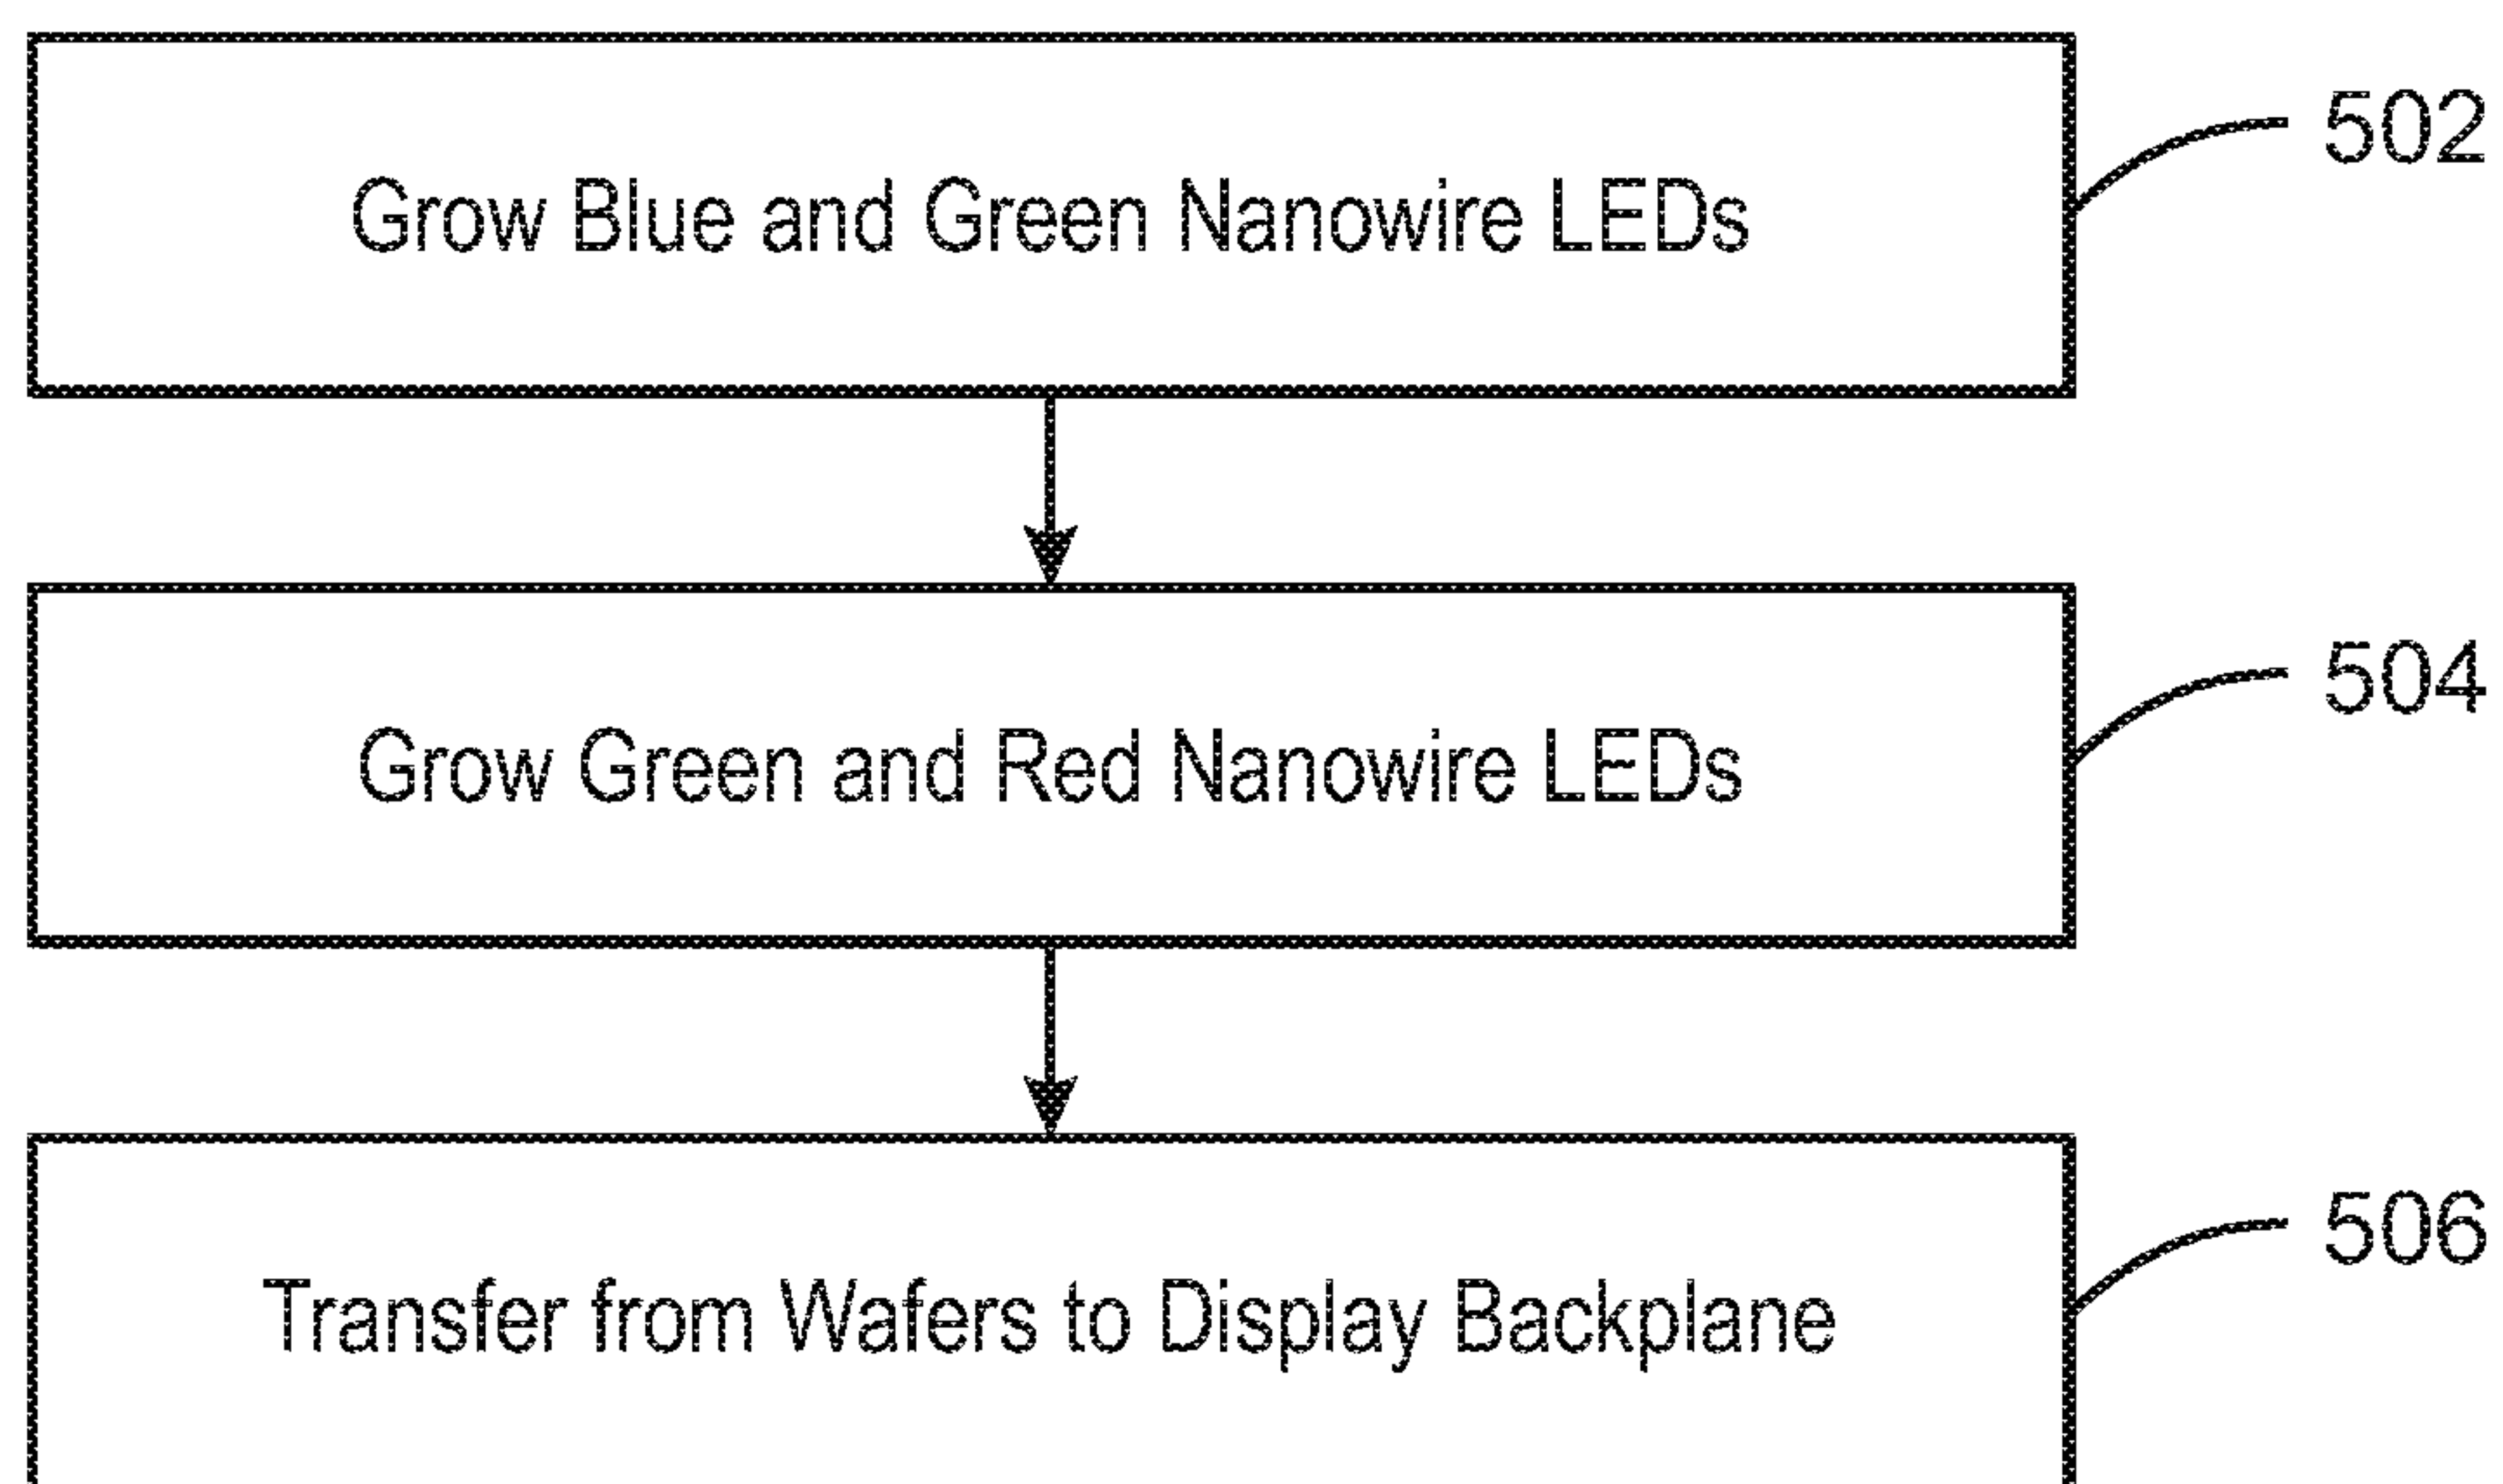 502
Grow Blue and Green Nanowire LEDs
504
Grow Green and Red Nanowire LEDs
506
Transfer from Wafers to Display Backplane